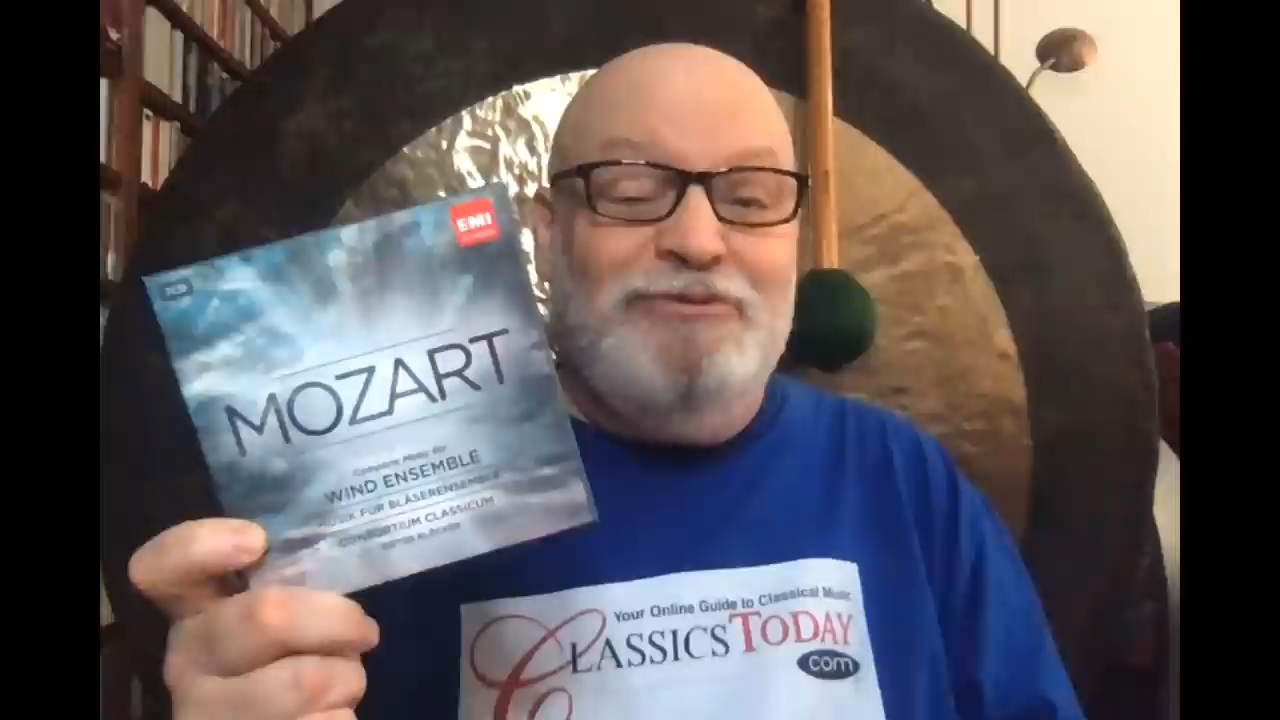 EMI
MOZART
Complete Music for
WIND ENSEMBLE
MUSIK FÜR BLÄSERENSEMBLE
CONSORTIUM CLASSICUM
Your Online Guide to Classical Music
CLASSICSTODAY
com